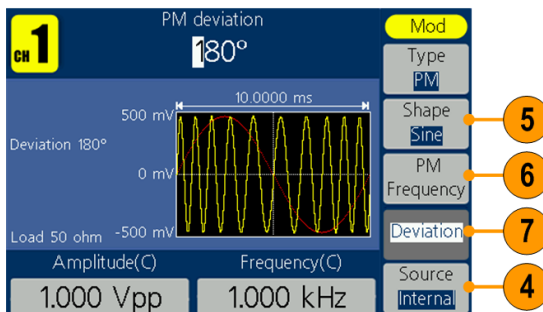 CH 1
PM deviation
180°
Mod
Type
PM
Shape
Sine
PM
Frequency
Deviation
Source
Internal
5
6
7
4
10.0000 ms
500 mV
Deviation 180°
0 mV
Load 50 ohm
-500 mV
Amplitude(C)
Frequency(C)
1.000 Vpp
1.000 kHz